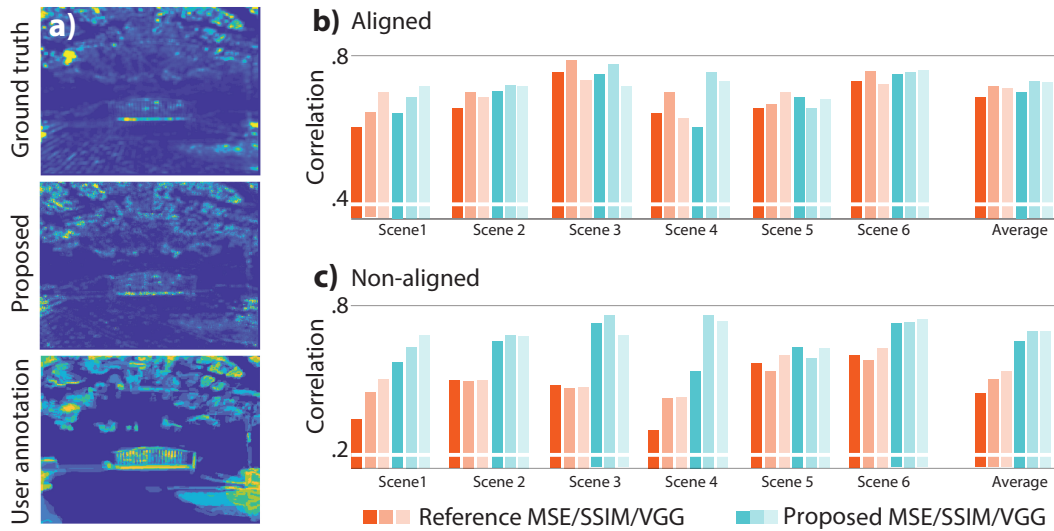 a)
Ground truth
Proposed
User annotation
b) Aligned
.8
Correlation
.4
Scene1 Scene 2 Scene 3 Scene 4 Scene 5 Scene 6 Average
c) Non-aligned
.8
Correlation
.2
Scene1 Scene 2 Scene 3 Scene 4 Scene 5 Scene 6 Average
Reference MSE/SSIM/VGG Proposed MSE/SSIM/VGG